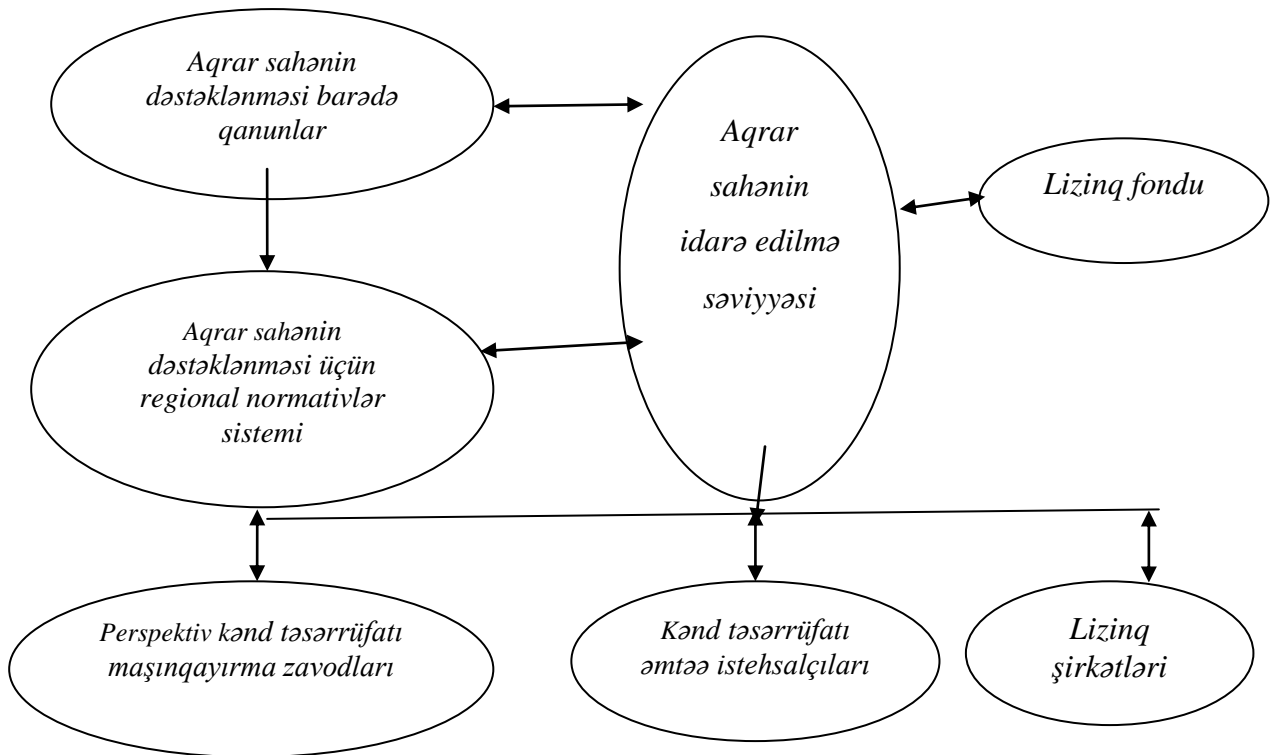 Aqrar sahənin
dəstəklənməsi barədə
qanunlar
Aqrar
sahənin
idarə edilmə
səviyyəsi
Lizinq fondu
Aqrar sahənin
dəstəklənməsi üçün
regional normativlər
sistemi
Perspektiv kənd təsərrüfatı
maşınqayırma zavodları
Kənd təsərrüfatı
əmtəə istehsalçıları
Lizinq
şirkətləri